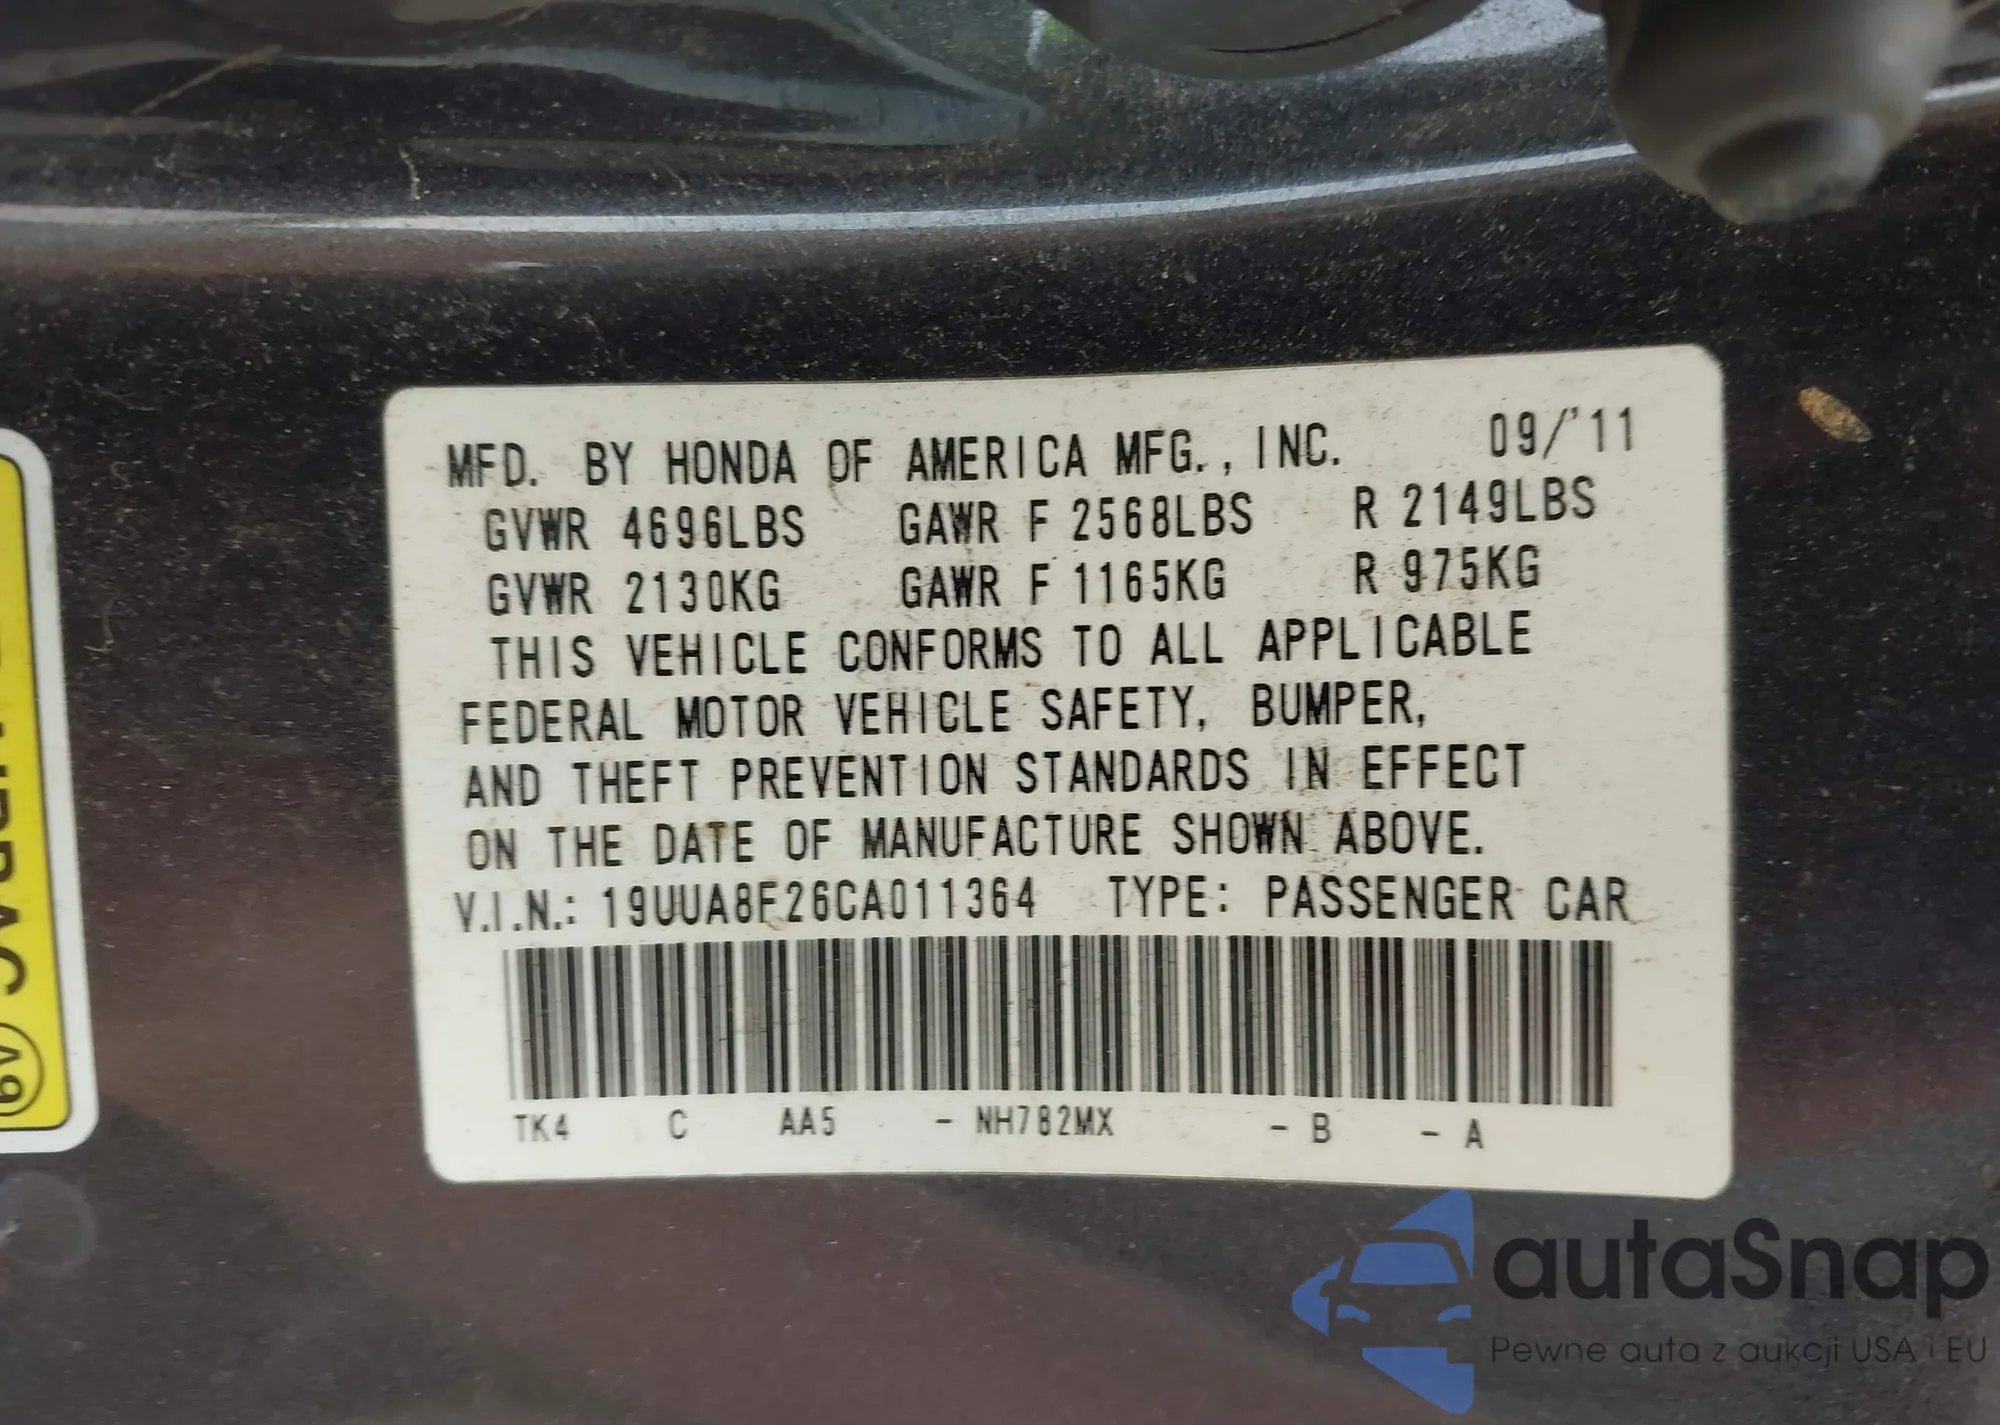 MFD. BY HONDA OF AMERICA MFG., INC. 09/'11
GVWR 4696LBS GAWR F 2568LBS R 2149LBS
GVWR 2130KG GAWR F 1165KG R 975KG
THIS VEHICLE CONFORMS TO ALL APPLICABLE
FEDERAL MOTOR VEHICLE SAFETY, BUMPER,
AND THEFT PREVENTION STANDARDS IN EFFECT
ON THE DATE OF MANUFACTURE SHOWN ABOVE.
V.I.N.: 19UUA8F26CA011364 TYPE: PASSENGER CAR
TK4 C AA5 - NH782MX - B - A
A9
autaSnap
Pewne auta z aukcji USA i EU